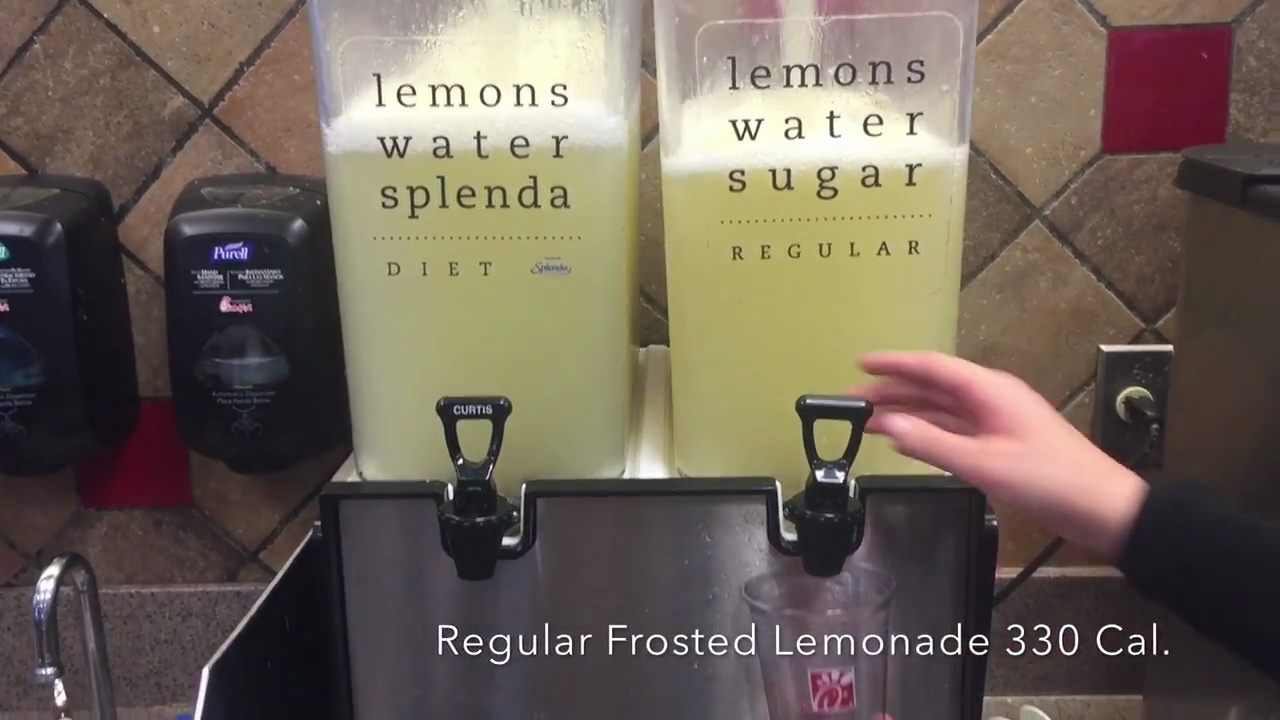 lemons
water
splenda
DIET
Splenda
lemons
water
sugar
REGULAR
Purell
CURTIS
Regular Frosted Lemonade 330 Cal.